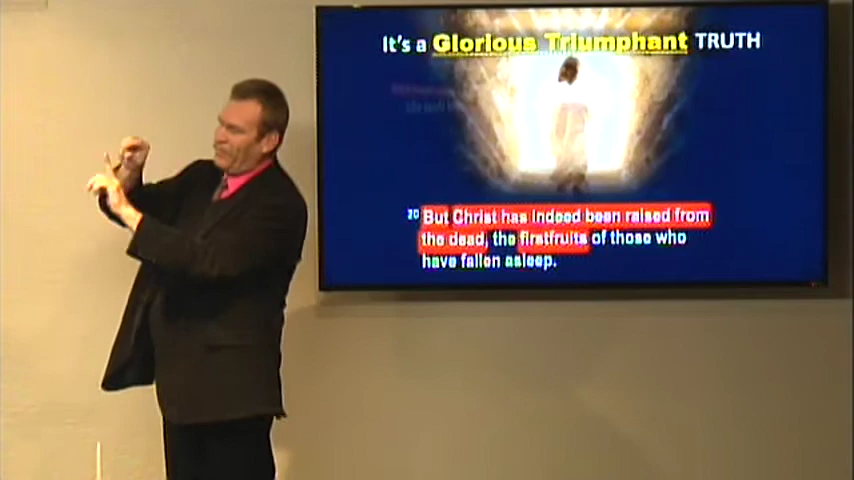 It's a Glorious Triumphant TRUTH
20 But Christ has indeed been raised from
the dead, the firstfruits of those who
have fallen asleep.